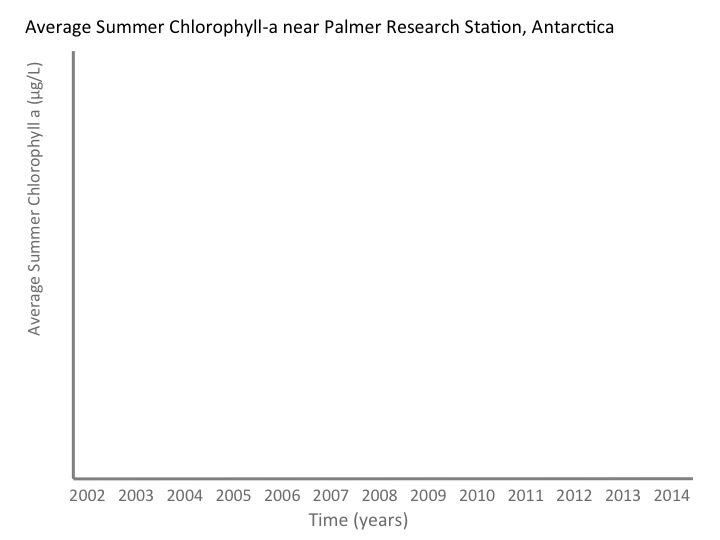 Average Summer Chlorophyll-a near Palmer Research Station, Antarctica
Average Summer Chlorophyll a (µg/L)
2002 2003 2004 2005 2006 2007 2008 2009 2010 2011 2012 2013 2014
Time (years)